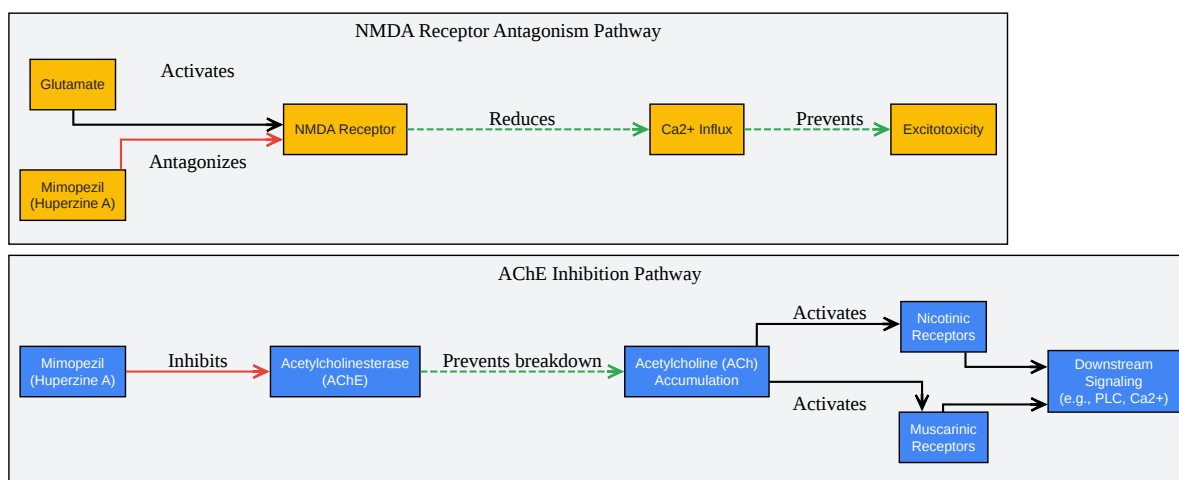 NMDA Receptor Antagonism Pathway
Glutamate
Activates
NMDA Receptor
Reduces
Ca2+ Influx
Prevents
Excitotoxicity
Antagonizes
Mimopezil
(Huperzine A)
AChE Inhibition Pathway
Mimopezil
(Huperzine A)
Inhibits
Acetylcholinesterase
(AChE)
Prevents breakdown
Acetylcholine (ACh)
Accumulation
Activates
Nicotinic
Receptors
Activates
Muscarinic
Receptors
Downstream
Signaling
(e.g., PLC, Ca2+)